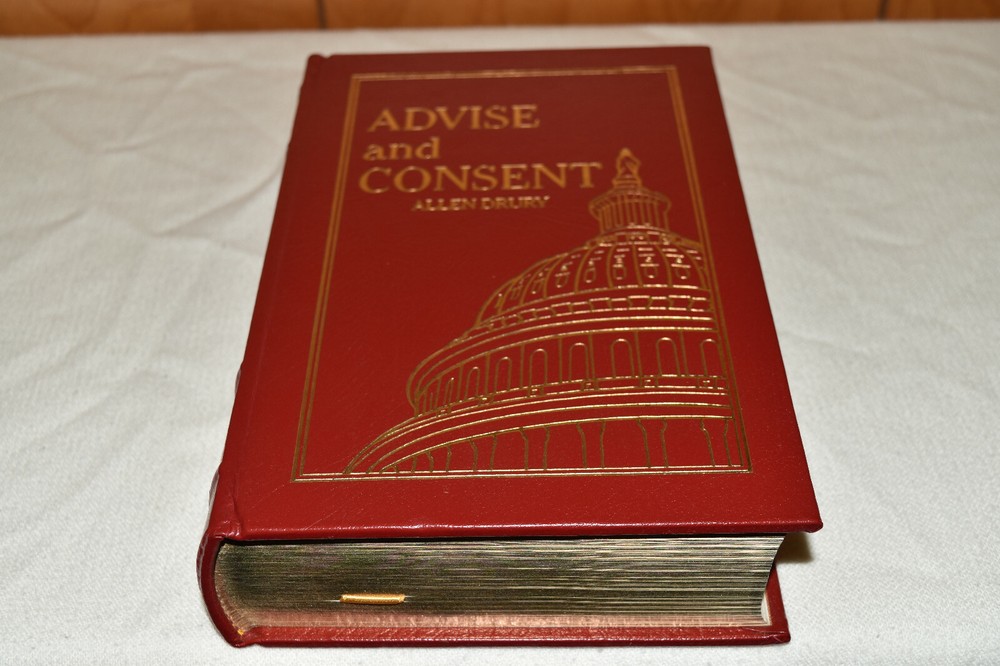 ADVISE
and
CONSENT
ALLEN DRURY